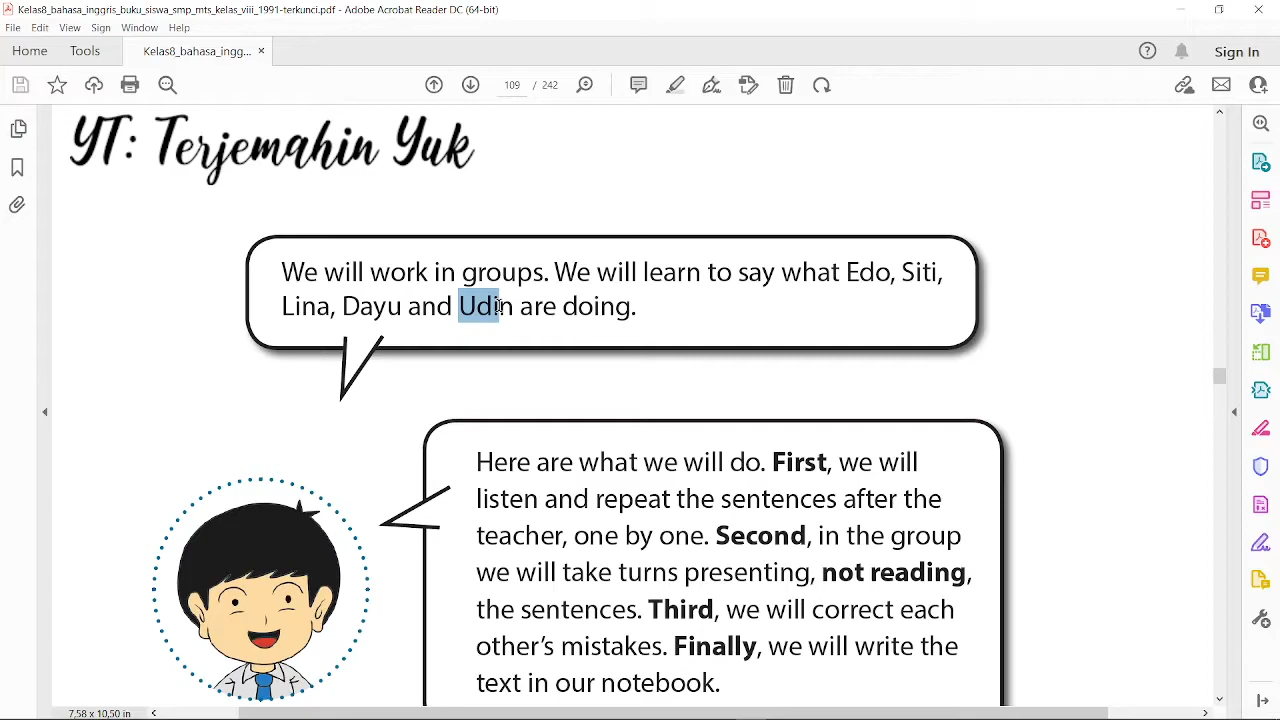 Kelas8_bahasa_inggris_buku_siswa_smp_mts_kelas_viii_1991-terkunci.pdf - Adobe Acrobat Reader DC (64-bit)
File Edit View Sign Window Help
Home Tools Kelas8_bahasa_ingg... × Sign In
109 / 242
YT: Terjemahin Yuk
We will work in groups. We will learn to say what Edo, Siti,
Lina, Dayu and Udin are doing.
Here are what we will do. First, we will
listen and repeat the sentences after the
teacher, one by one. Second, in the group
we will take turns presenting, not reading,
the sentences. Third, we will correct each
other's mistakes. Finally, we will write the
text in our notebook.
7,58 x 10,50 in